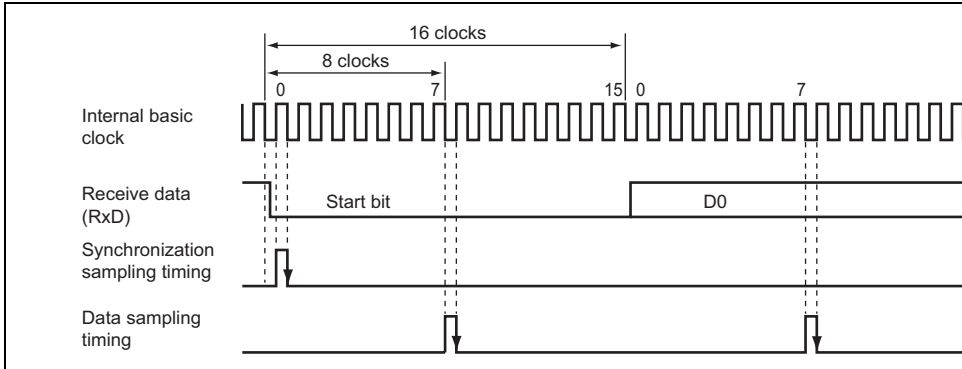 16 clocks
8 clocks
0 7 15 0 7
Internal basic
clock
Receive data
(RxD)
Start bit D0
Synchronization
sampling timing
Data sampling
timing